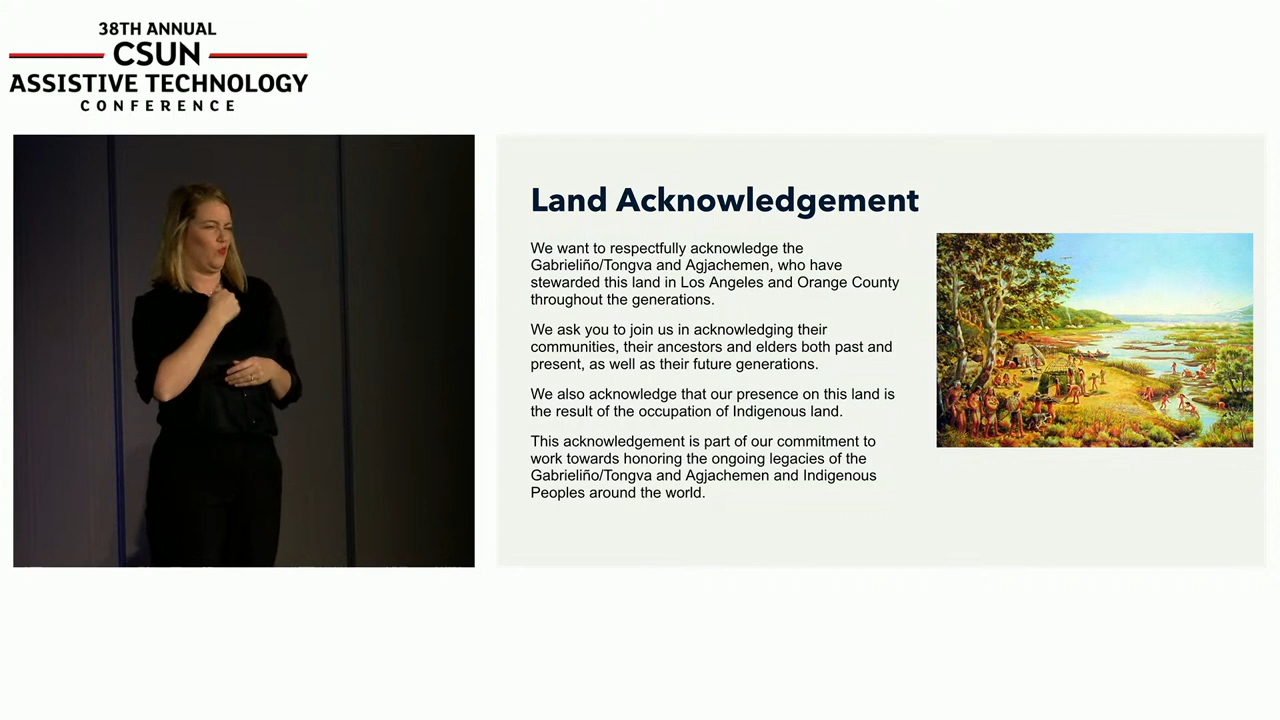 38TH ANNUAL
CSUN
ASSISTIVE TECHNOLOGY
CONFERENCE
Land Acknowledgement
We want to respectfully acknowledge the
Gabrieliño/Tongva and Agjachemen, who have
stewarded this land in Los Angeles and Orange County
throughout the generations.
We ask you to join us in acknowledging their
communities, their ancestors and elders both past and
present, as well as their future generations.
We also acknowledge that our presence on this land is
the result of the occupation of Indigenous land.
This acknowledgement is part of our commitment to
work towards honoring the ongoing legacies of the
Gabrieliño/Tongva and Agjachemen and Indigenous
Peoples around the world.